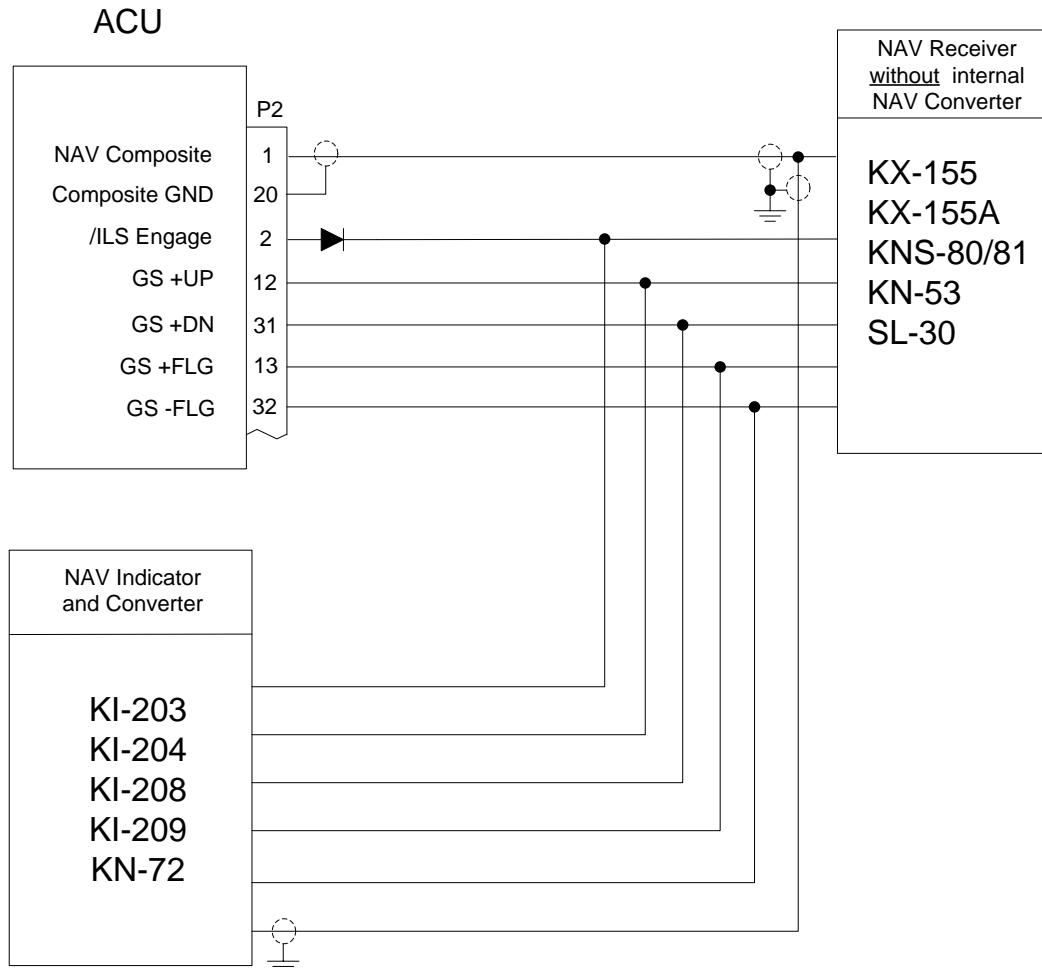 ACU
NAV Receiver
without internal
NAV Converter
P2
NAV Composite 1
Composite GND 20
/ILS Engage 2
GS +UP 12
GS +DN 31
GS +FLG 13
GS -FLG 32
KX-155
KX-155A
KNS-80/81
KN-53
SL-30
NAV Indicator
and Converter
KI-203
KI-204
KI-208
KI-209
KN-72